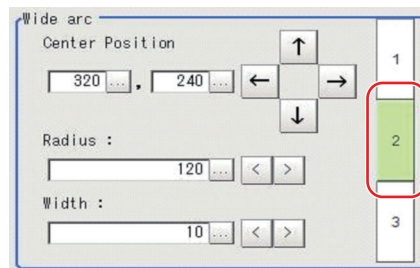 Wide arc
Center Position
320 ... , 240 ...
Radius :
120 ... < >
Width :
10 ... < >
1
2
3